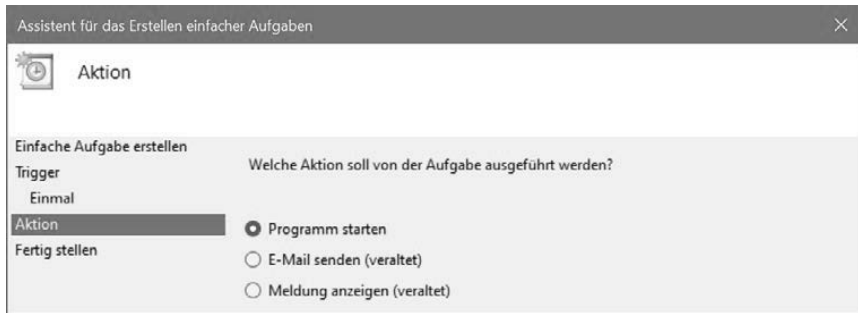 Assistent für das Erstellen einfacher Aufgaben
Aktion
Einfache Aufgabe erstellen
Trigger
Einmal
Aktion
Fertig stellen
Welche Aktion soll von der Aufgabe ausgeführt werden?
Programm starten
E-Mail senden (veraltet)
Meldung anzeigen (veraltet)